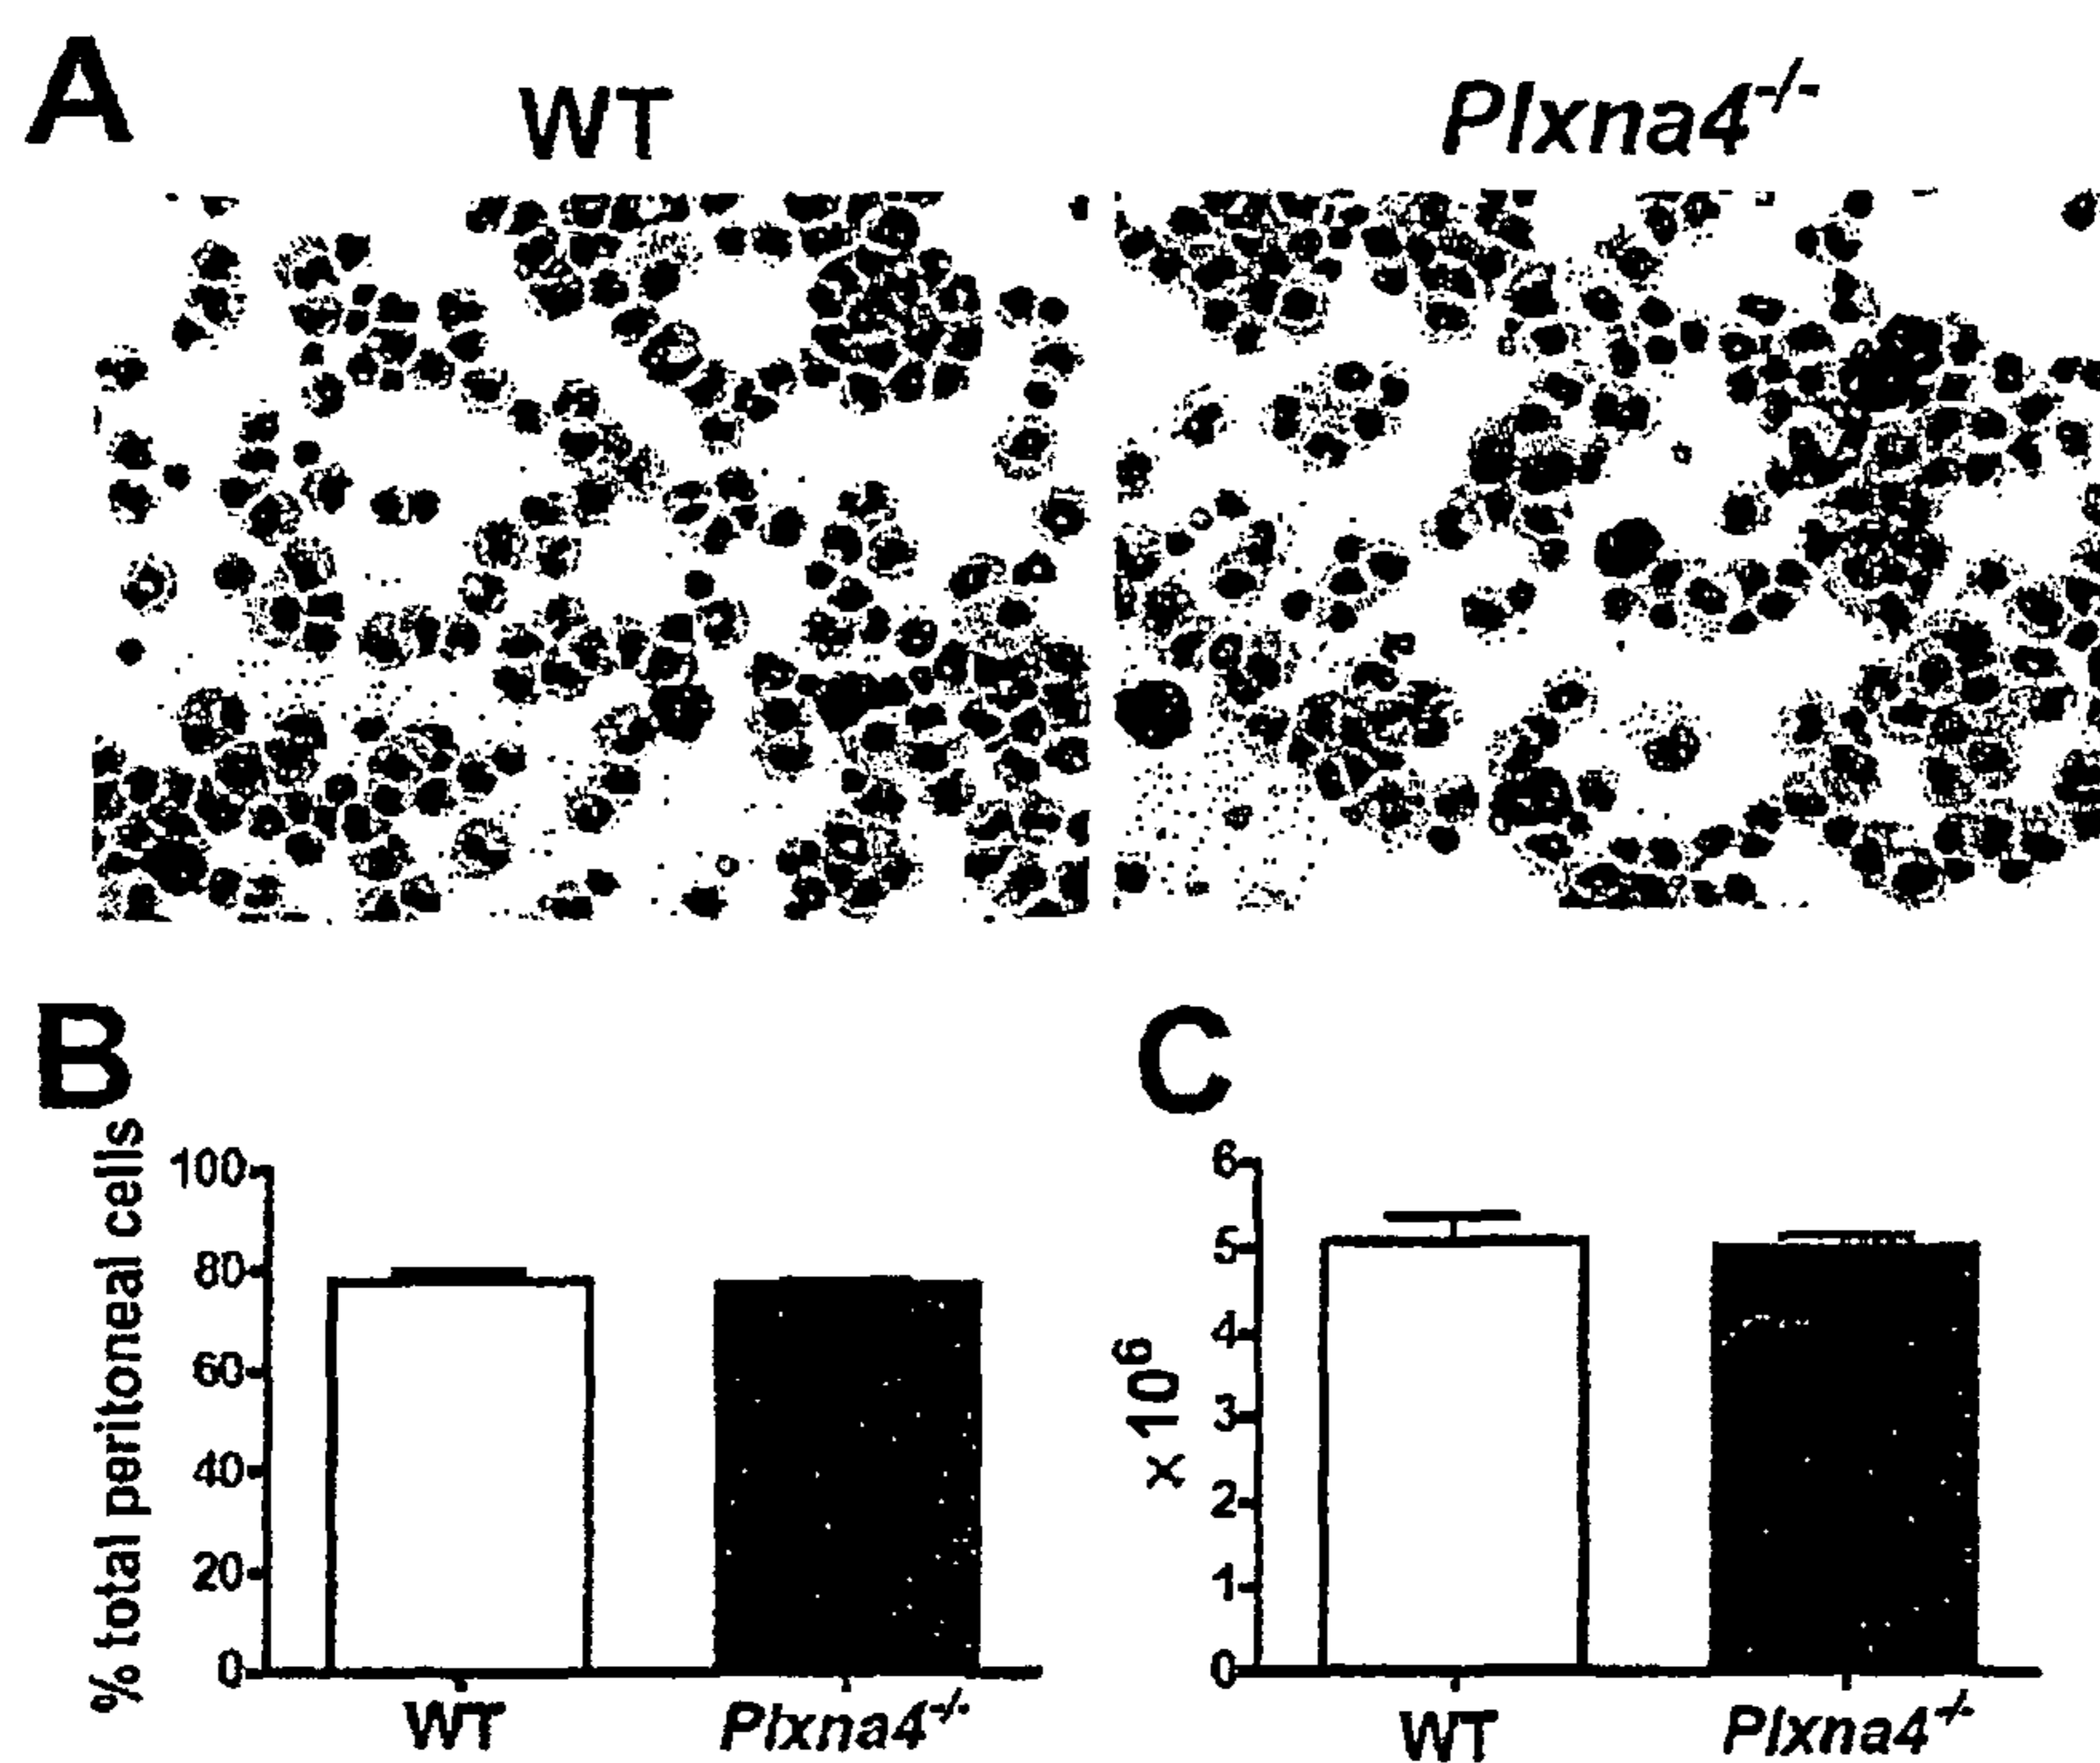 A
WT
Plxna4-/-
B
% total peritoneal cells
100
80
60
40
20
0
WT
Plxna4-/-
C
x 10⁶
6
5
4
3
2
1
0
WT
Plxna4-/-